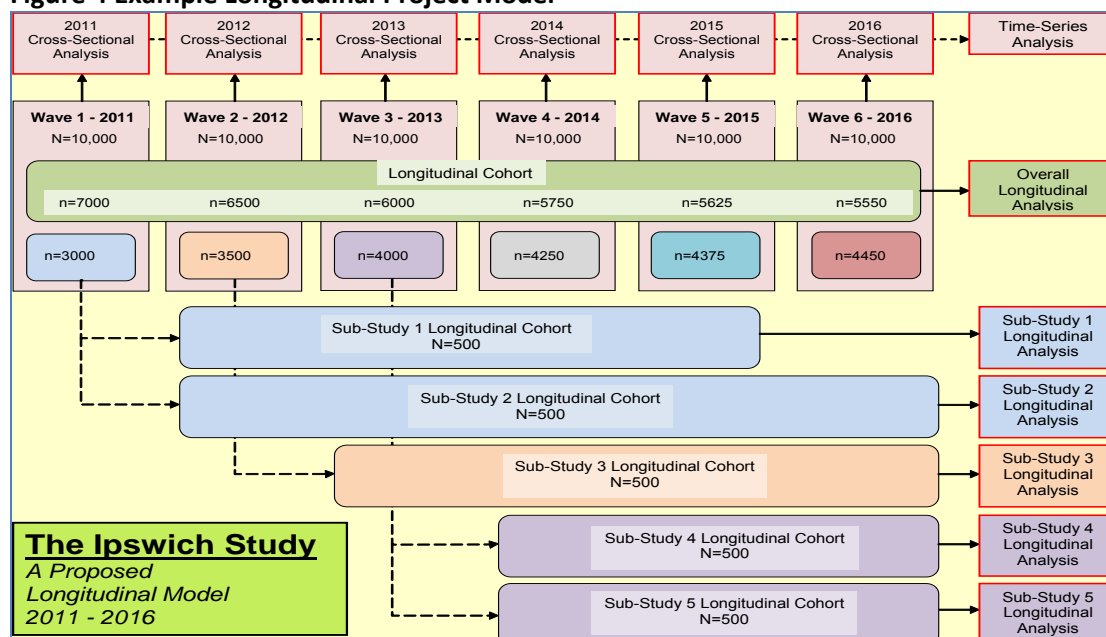 Figure 4 Example Longitudinal Project Model
2011
Cross-Sectional
Analysis
2012
Cross-Sectional
Analysis
2013
Cross-Sectional
Analysis
2014
Cross-Sectional
Analysis
2015
Cross-Sectional
Analysis
2016
Cross-Sectional
Analysis
Time-Series
Analysis
Wave 1 - 2011
N=10,000
Wave 2 - 2012
N=10,000
Wave 3 - 2013
N=10,000
Wave 4 - 2014
N=10,000
Wave 5 - 2015
N=10,000
Wave 6 - 2016
N=10,000
Longitudinal Cohort
n=7000
n=6500
n=6000
n=5750
n=5625
n=5550
Overall
Longitudinal
Analysis
n=3000
n=3500
n=4000
n=4250
n=4375
n=4450
Sub-Study 1 Longitudinal Cohort
N=500
Sub-Study 1
Longitudinal
Analysis
Sub-Study 2 Longitudinal Cohort
N=500
Sub-Study 2
Longitudinal
Analysis
Sub-Study 3 Longitudinal Cohort
N=500
Sub-Study 3
Longitudinal
Analysis
Sub-Study 4 Longitudinal Cohort
N=500
Sub-Study 4
Longitudinal
Analysis
Sub-Study 5 Longitudinal Cohort
N=500
Sub-Study 5
Longitudinal
Analysis
The Ipswich Study
A Proposed
Longitudinal Model
2011 - 2016